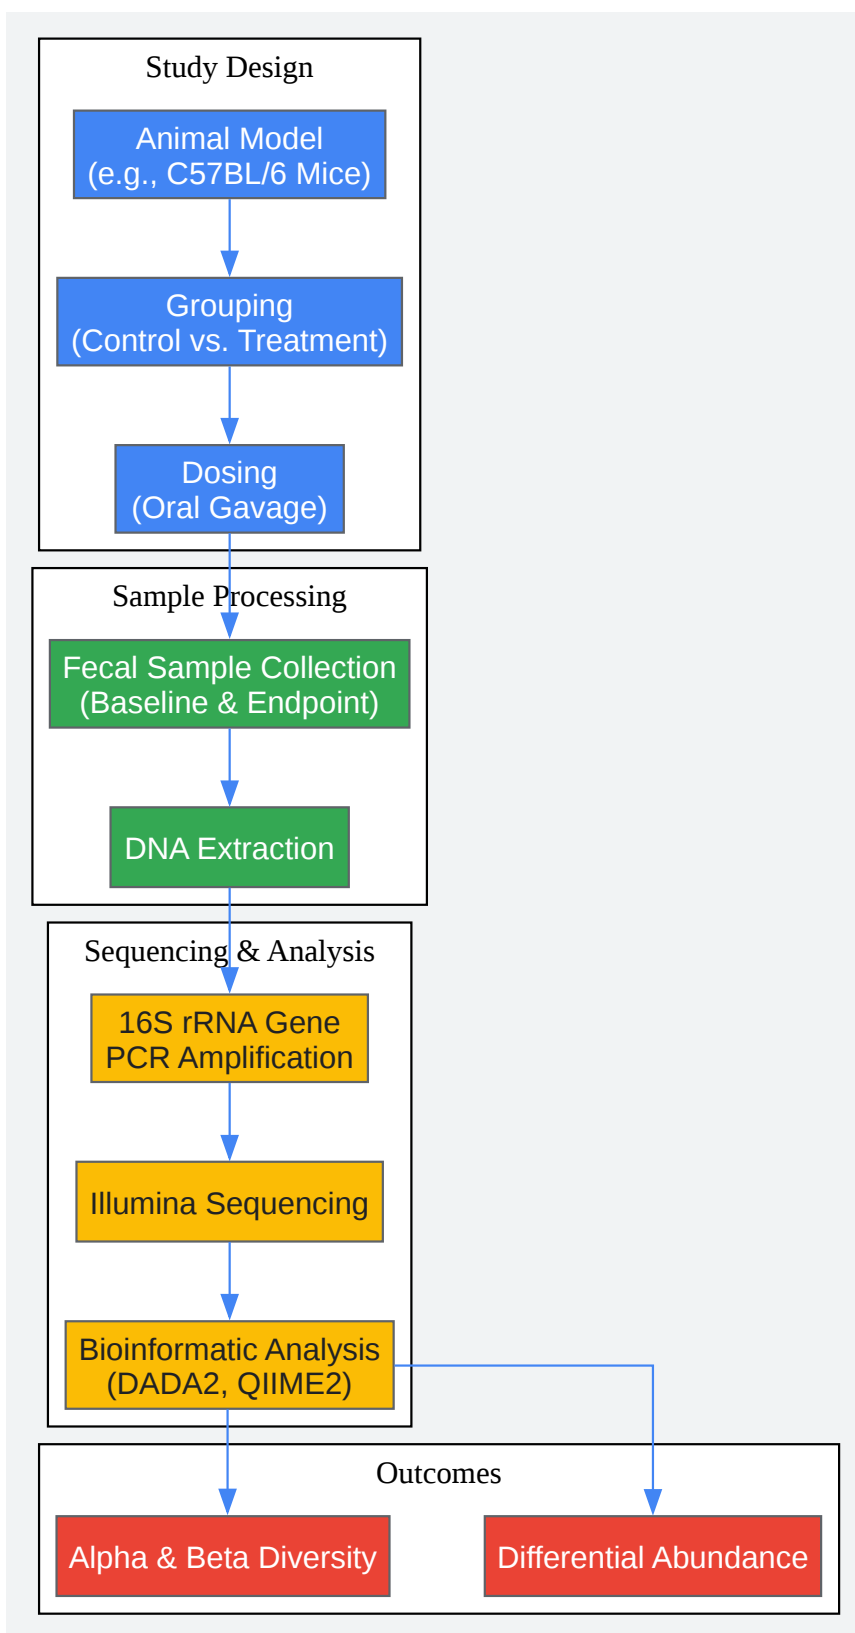 Study Design
Animal Model
(e.g., C57BL/6 Mice)
Grouping
(Control vs. Treatment)
Dosing
(Oral Gavage)
Sample Processing
Fecal Sample Collection
(Baseline & Endpoint)
DNA Extraction
Sequencing & Analysis
16S rRNA Gene
PCR Amplification
Illumina Sequencing
Bioinformatic Analysis
(DADA2, QIIME2)
Outcomes
Alpha & Beta Diversity
Differential Abundance